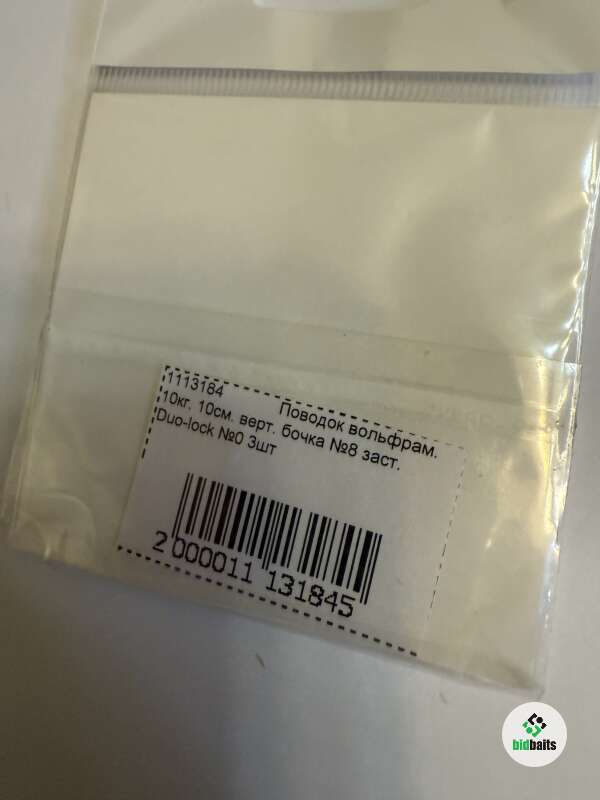 1113184 Поводок вольфрам.
10кг. 10см. верт. бочка №8 заст.
Duo-lock №0 3шт
2 000011 131845
bidbaits